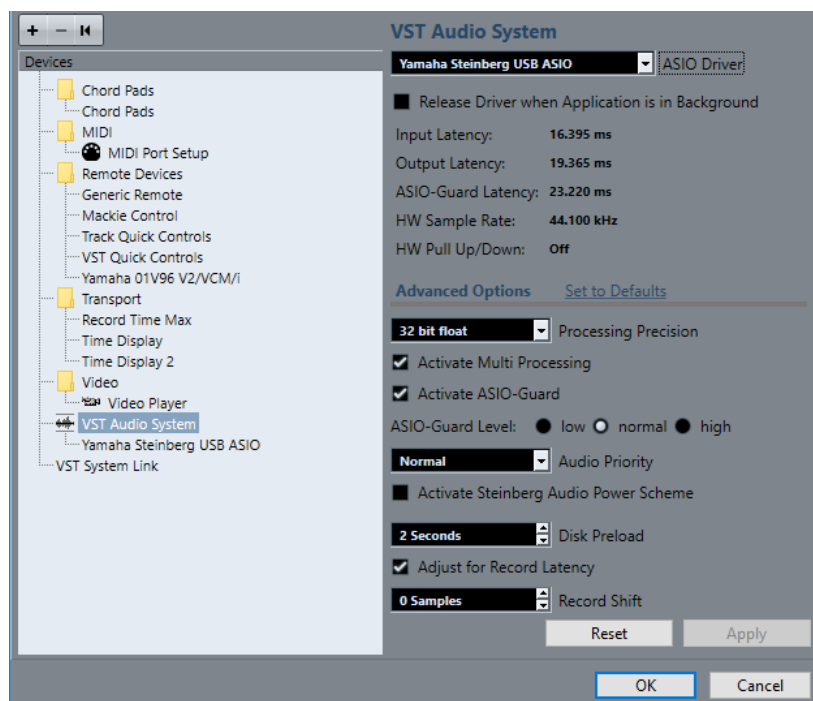 Devices
Chord Pads
Chord Pads
MIDI
MIDI Port Setup
Remote Devices
Generic Remote
Mackie Control
Track Quick Controls
VST Quick Controls
Yamaha 01V96 V2/VCM/i
Transport
Record Time Max
Time Display
Time Display 2
Video
Video Player
VST Audio System
Yamaha Steinberg USB ASIO
VST System Link
VST Audio System
Yamaha Steinberg USB ASIO ASIO Driver
Release Driver when Application is in Background
Input Latency: 16.395 ms
Output Latency: 19.365 ms
ASIO-Guard Latency: 23.220 ms
HW Sample Rate: 44.100 kHz
HW Pull Up/Down: Off
Advanced Options Set to Defaults
32 bit float Processing Precision
Activate Multi Processing
Activate ASIO-Guard
ASIO-Guard Level: low normal high
Normal Audio Priority
Activate Steinberg Audio Power Scheme
2 Seconds Disk Preload
Adjust for Record Latency
0 Samples Record Shift
Reset Apply
OK Cancel